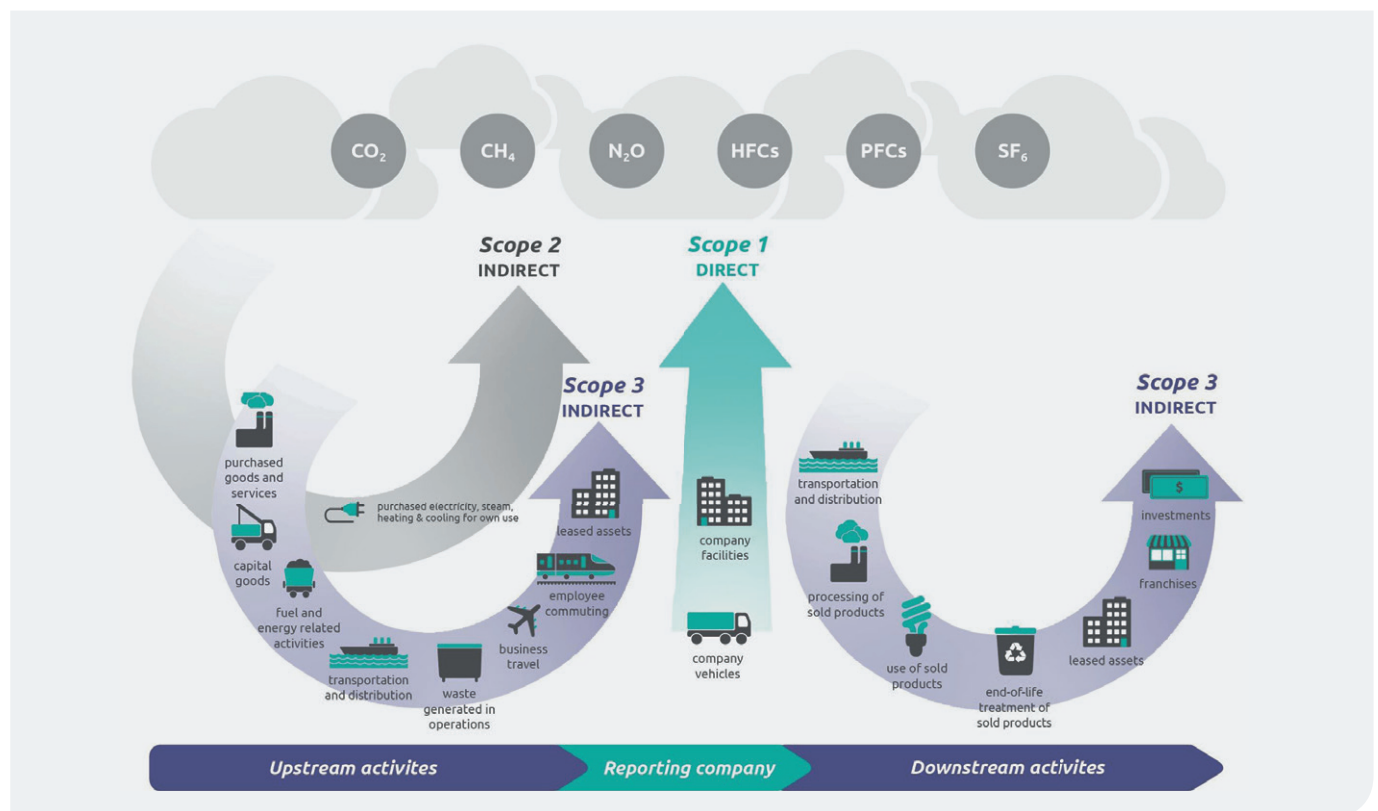 CO₂
CH₄
N₂O
HFCs
PFCs
SF₆
Scope 2
INDIRECT
Scope 1
DIRECT
Scope 3
INDIRECT
Scope 3
INDIRECT
purchased
goods and
services
capital
goods
fuel and
energy related
activities
purchased electricity, sceam,
heating & cooling for own use
transportation
and distribution
waste
generated in
operations
business
travel
employee
commuting
leased assets
company
facilities
company
vehicles
transportation
and distribution
processing of
sold products
use of sold
products
end-of-life
treatment of
sold products
leased assets
franchises
$
investments
Upstream activites
Reporting company
Downstream activites